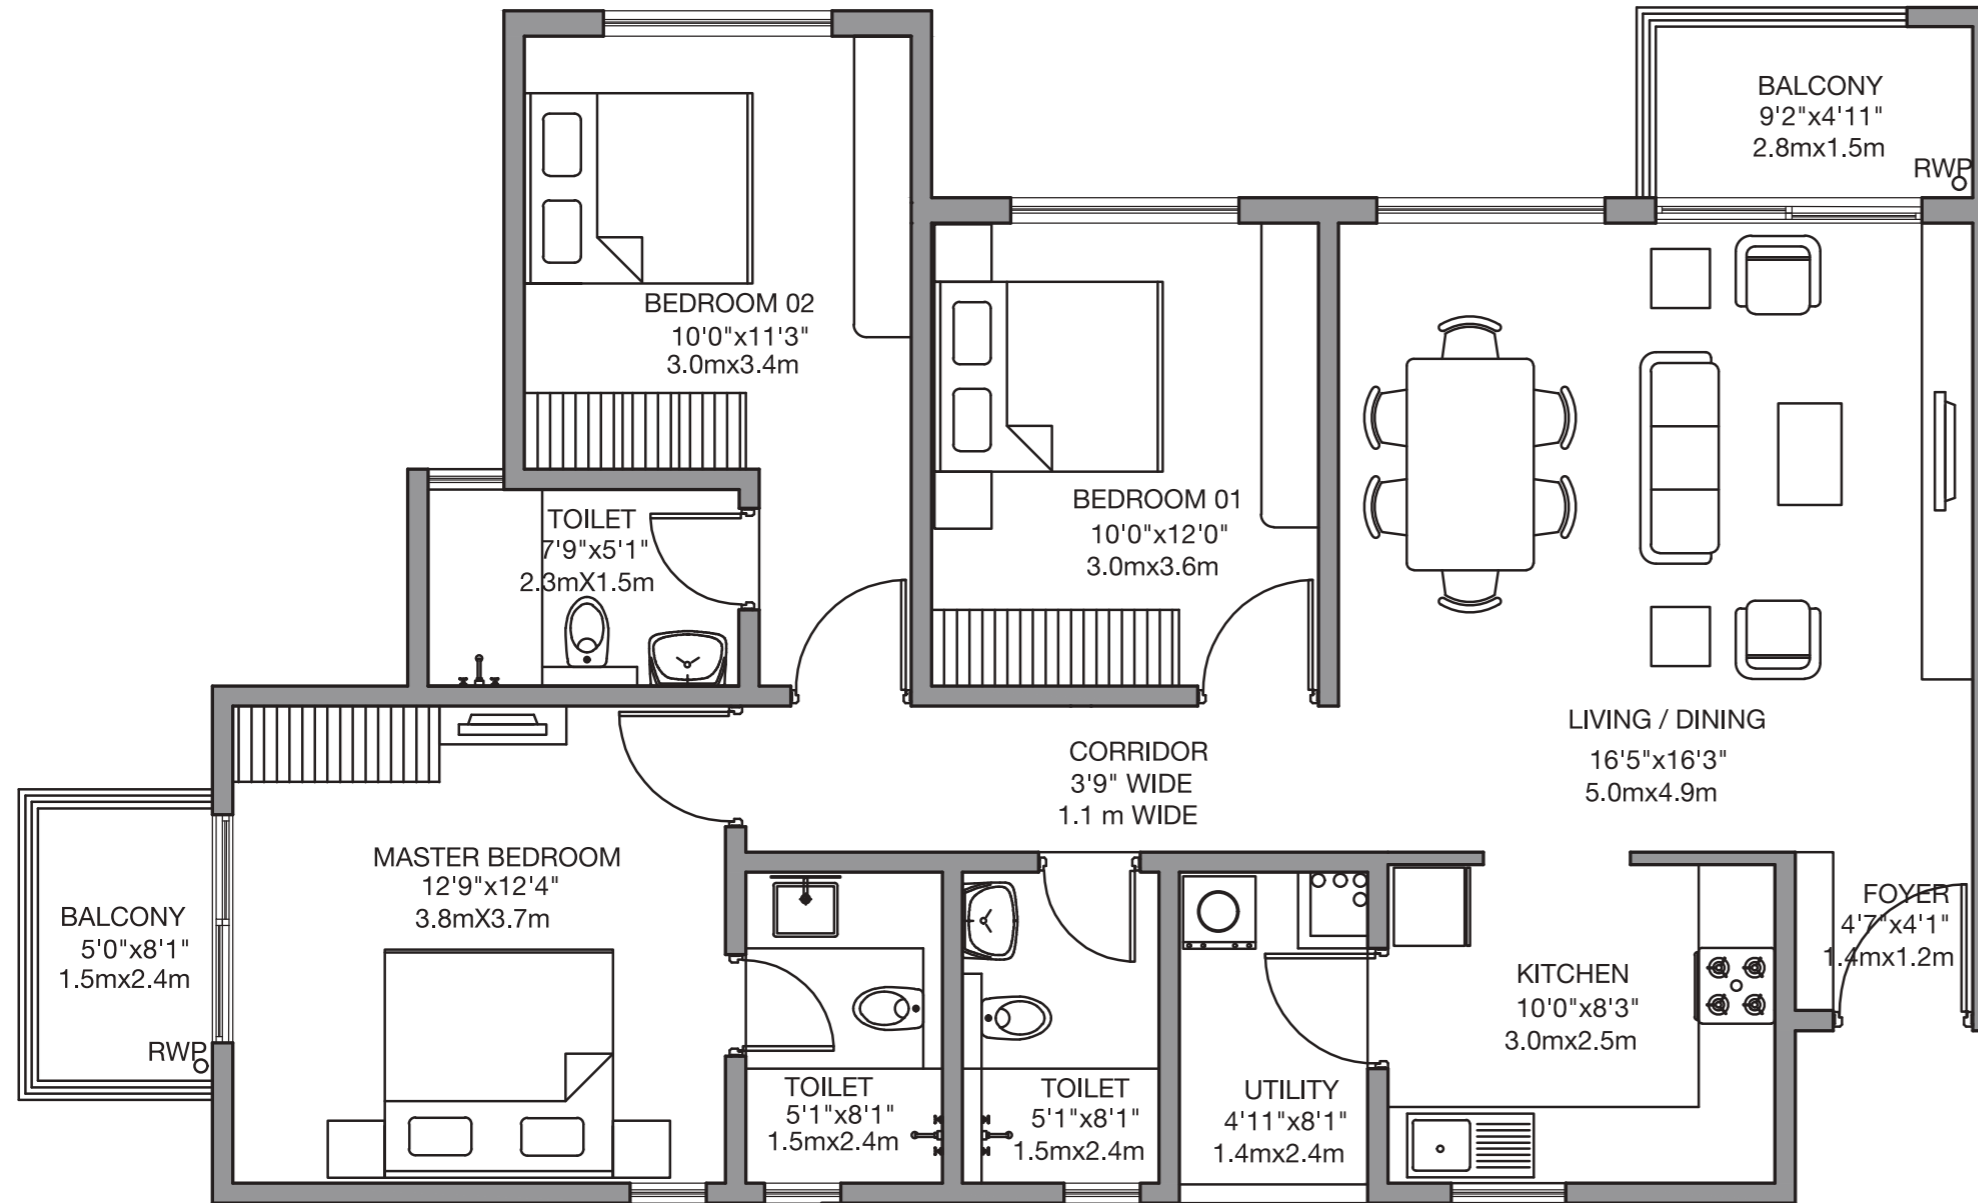 BALCONY
9'2"x4'11"
2.8mx1.5m
RWP
BEDROOM 02
10'0"x11'3"
3.0mx3.4m
BEDROOM 01
10'0"x12'0"
3.0mx3.6m
TOILET
7'9"x5'1"
2.3mX1.5m
LIVING / DINING
16'5"x16'3"
5.0mx4.9m
CORRIDOR
3'9" WIDE
1.1 m WIDE
MASTER BEDROOM
12'9"x12'4"
3.8mX3.7m
BALCONY
5'0"x8'1"
1.5mx2.4m
RWP
FOYER
4'7"x4'1"
1.4mx1.2m
KITCHEN
10'0"x8'3"
3.0mx2.5m
TOILET
5'1"x8'1"
1.5mx2.4m
TOILET
5'1"x8'1"
1.5mx2.4m
UTILITY
4'11"x8'1"
1.4mx2.4m